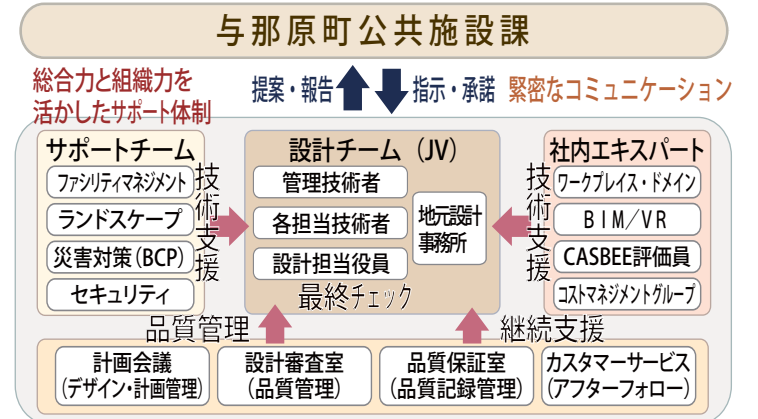 与那原町公共施設課
総合力と組織力を
活かしたサポート体制
提案・報告
指示・承諾
緊密なコミュニケーション
サポートチーム
ファシリティマネジメント
ランドスケープ
災害対策(BCP)
セキュリティ
技術支援
設計チーム(JV)
管理技術者
各担当技術者
設計担当役員
地元設計
事務所
最終チェック
技術支援
社内エキスパート
ワークプレイス・ドメイン
BIM/VR
CASBEE評価員
コストマネジメントグループ
品質管理
継続支援
計画会議
(デザイン・計画管理)
設計審査室
(品質管理)
品質保証室
(品質記録管理)
カスタマーサービス
(アフターフォロー)